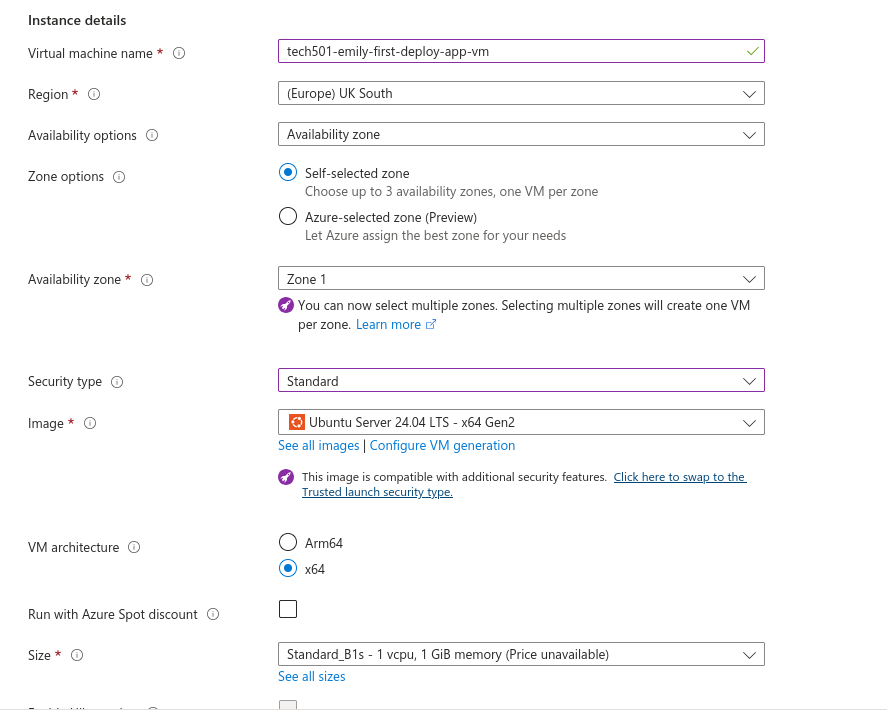 Instance details
Virtual machine name *
tech501-emily-first-deploy-app-vm
Region *
(Europe) UK South
Availability options
Availability zone
Zone options
Self-selected zone
Choose up to 3 availability zones, one VM per zone
Azure-selected zone (Preview)
Let Azure assign the best zone for your needs
Availability zone *
Zone 1
You can now select multiple zones. Selecting multiple zones will create one VM
per zone. Learn more
Security type
Standard
Image *
Ubuntu Server 24.04 LTS - x64 Gen2
See all images | Configure VM generation
This image is compatible with additional security features. Click here to swap to the
Trusted launch security type.
VM architecture
Arm64
x64
Run with Azure Spot discount
Size *
Standard_B1s - 1 vcpu, 1 GiB memory (Price unavailable)
See all sizes